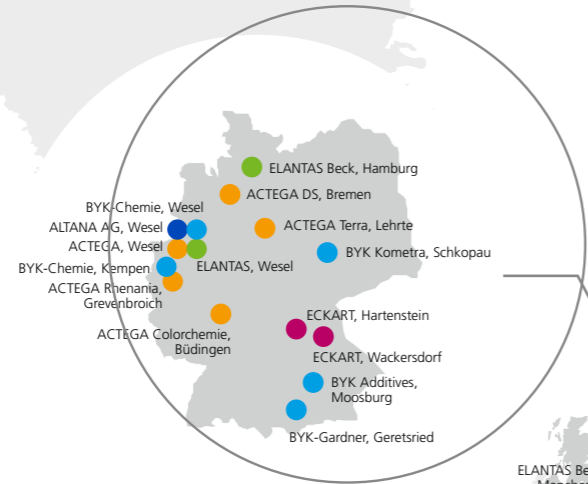 ELANTAS Beck, Hamburg
ACTEGA DS, Bremen
BYK-Chemie, Wesel
ALTANA AG, Wesel
ACTEGA Terra, Lehrte
ACTEGA, Wesel
BYK Kometra, Schkopau
BYK-Chemie, Kempen
ELANTAS, Wesel
ACTEGA Rhenania,
Grevenbroich
ECKART, Hartenstein
ACTEGA Colorchemie,
Büdingen
ECKART, Wackersdorf
BYK Additives,
Moosburg
BYK-Gardner, Geretsried
ELANTAS Be